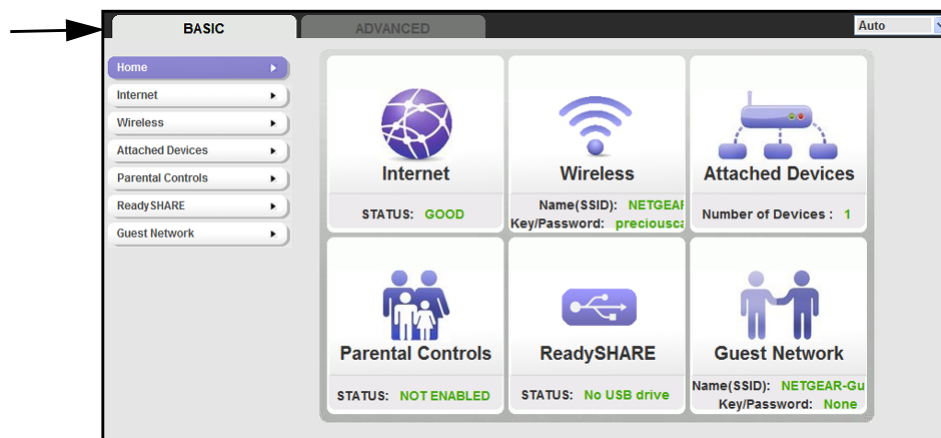 BASIC
ADVANCED
Auto
Home
Internet
Wireless
Attached Devices
Parental Controls
ReadySHARE
Guest Network
Internet
STATUS: GOOD
Wireless
Name(SSID): NETGEAR
Key/Password: preciousca
Attached Devices
Number of Devices : 1
Parental Controls
STATUS: NOT ENABLED
ReadySHARE
STATUS: No USB drive
Guest Network
Name(SSID): NETGEAR-Gu
Key/Password: None